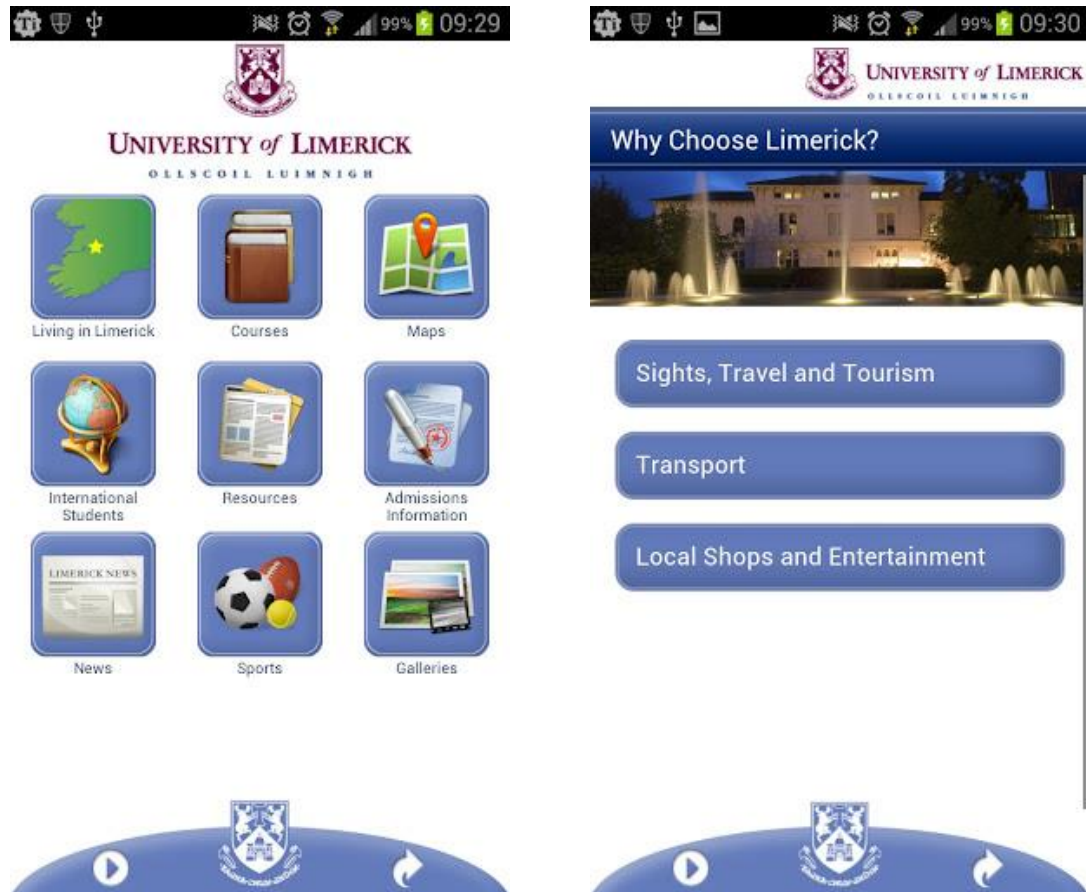 99% 09:29
UNIVERSITY of LIMERICK
OLLSCOIL LUIMNIGH
Living in Limerick
Courses
Maps
International
Students
Resources
Admissions
Information
LIMERICK NEWS
News
Sports
Galleries
99% 09:30
UNIVERSITY of LIMERICK
OLLSCOIL LUIMNIGH
Why Choose Limerick?
Sights, Travel and Tourism
Transport
Local Shops and Entertainment